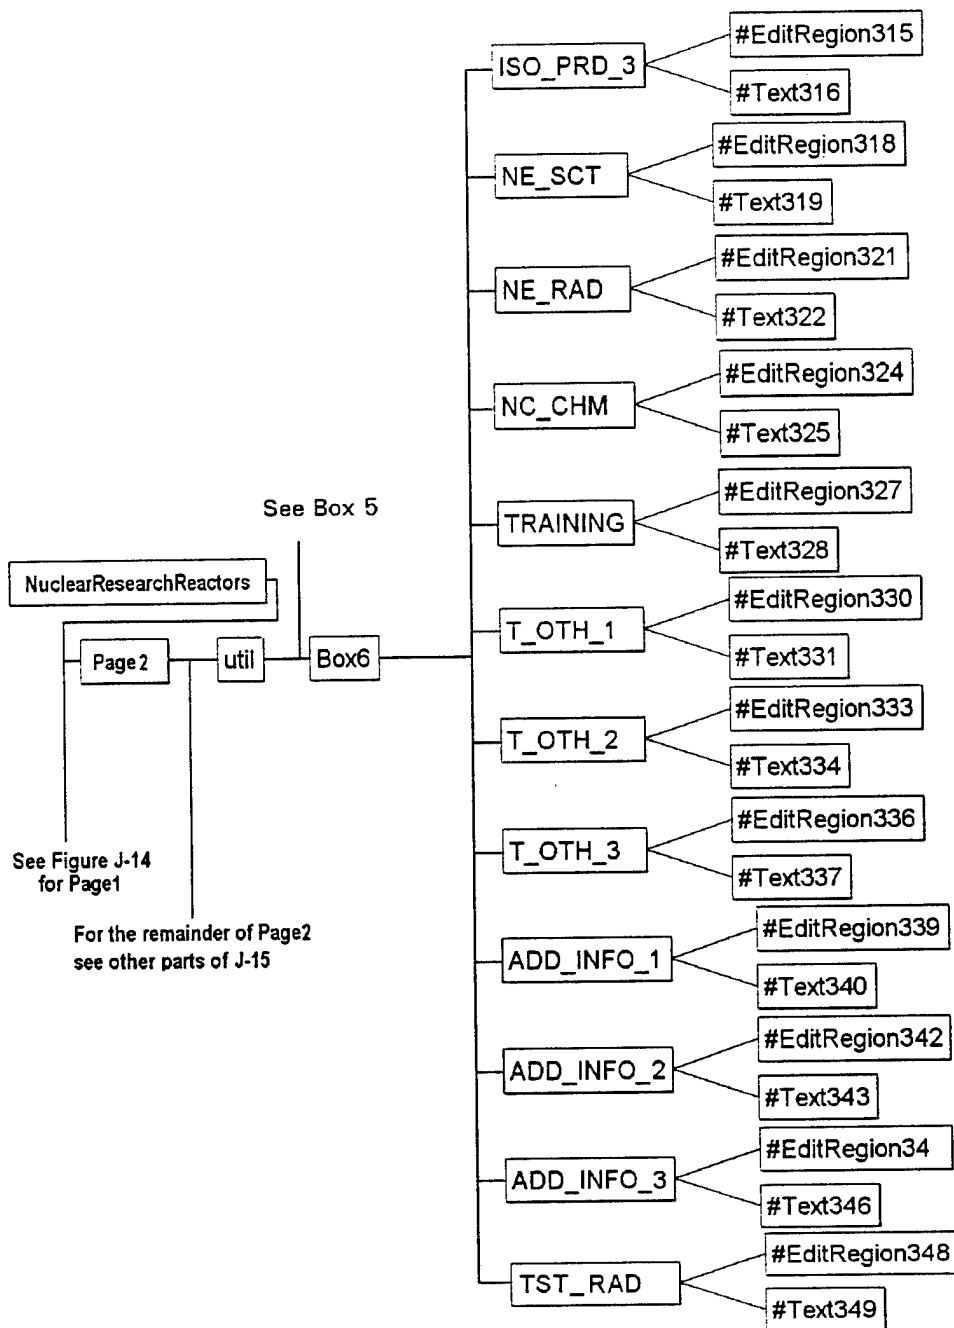 ISO_PRD_3
#EditRegion315
#Text316
NE_SCT
#EditRegion318
#Text319
NE_RAD
#EditRegion321
#Text322
NC_CHM
#EditRegion324
#Text325
TRAINING
#EditRegion327
#Text328
See Box 5
NuclearResearchReactors
Page2
util
Box6
T_OTH_1
#EditRegion330
#Text331
T_OTH_2
#EditRegion333
#Text334
T_OTH_3
#EditRegion336
#Text337
See Figure J-14
for Page1
For the remainder of Page2
see other parts of J-15
ADD_INFO_1
#EditRegion339
#Text340
ADD_INFO_2
#EditRegion342
#Text343
ADD_INFO_3
#EditRegion34
#Text346
TST_RAD
#EditRegion348
#Text349